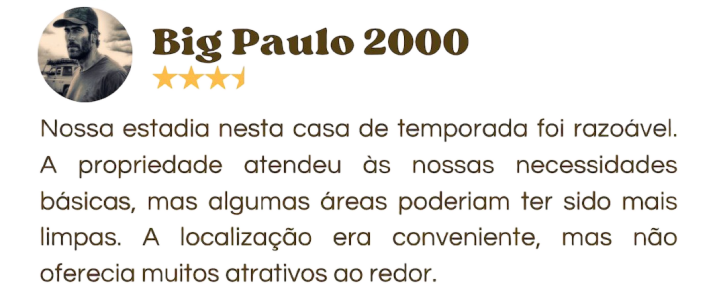 Big Paulo 2000
Nossa estadia nesta casa de temporada foi razoável.
A propriedade atendeu às nossas necessidades
básicas, mas algumas áreas poderiam ter sido mais
limpas. A localização era conveniente, mas não
oferecia muitos atrativos ao redor.